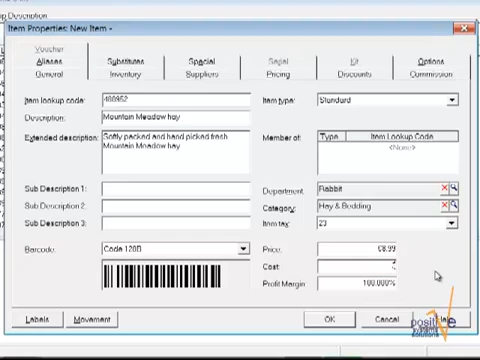 Item Properties: New Item -
Voucher
Aliases Substitutes Special Serial Kit Options
General Inventory Suppliers Pricing Discounts Commission
Item lookup code: 488952 Item type: Standard
Description: Mountain Meadow hay
Extended description: Softly packed and hand picked fresh Mountain Meadow hay
Member of: Type Item Lookup Code
<None>
Sub Description 1: Department: Rabbit
Sub Description 2: Category: Hay & Bedding
Sub Description 3: Item tax: 23
Barcode: Code 128B Price: €8.99
Cost:
Profit Margin: 100.000%
Labels Movement OK Cancel
positive
systems
solutions